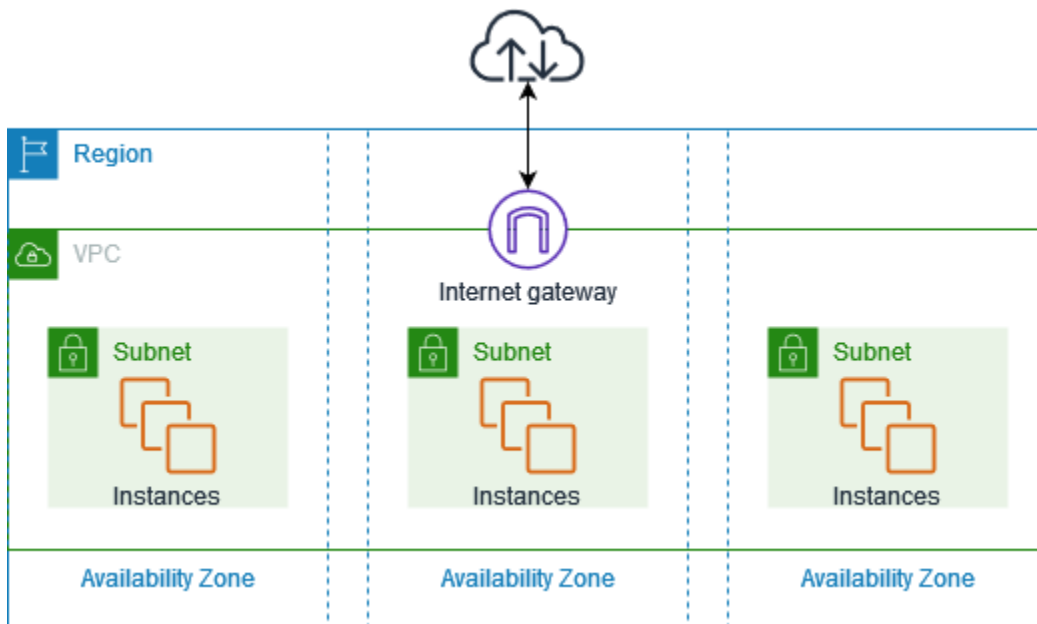 Region
VPC
Internet gateway
Subnet
Subnet
Subnet
Instances
Instances
Instances
Availability Zone
Availability Zone
Availability Zone